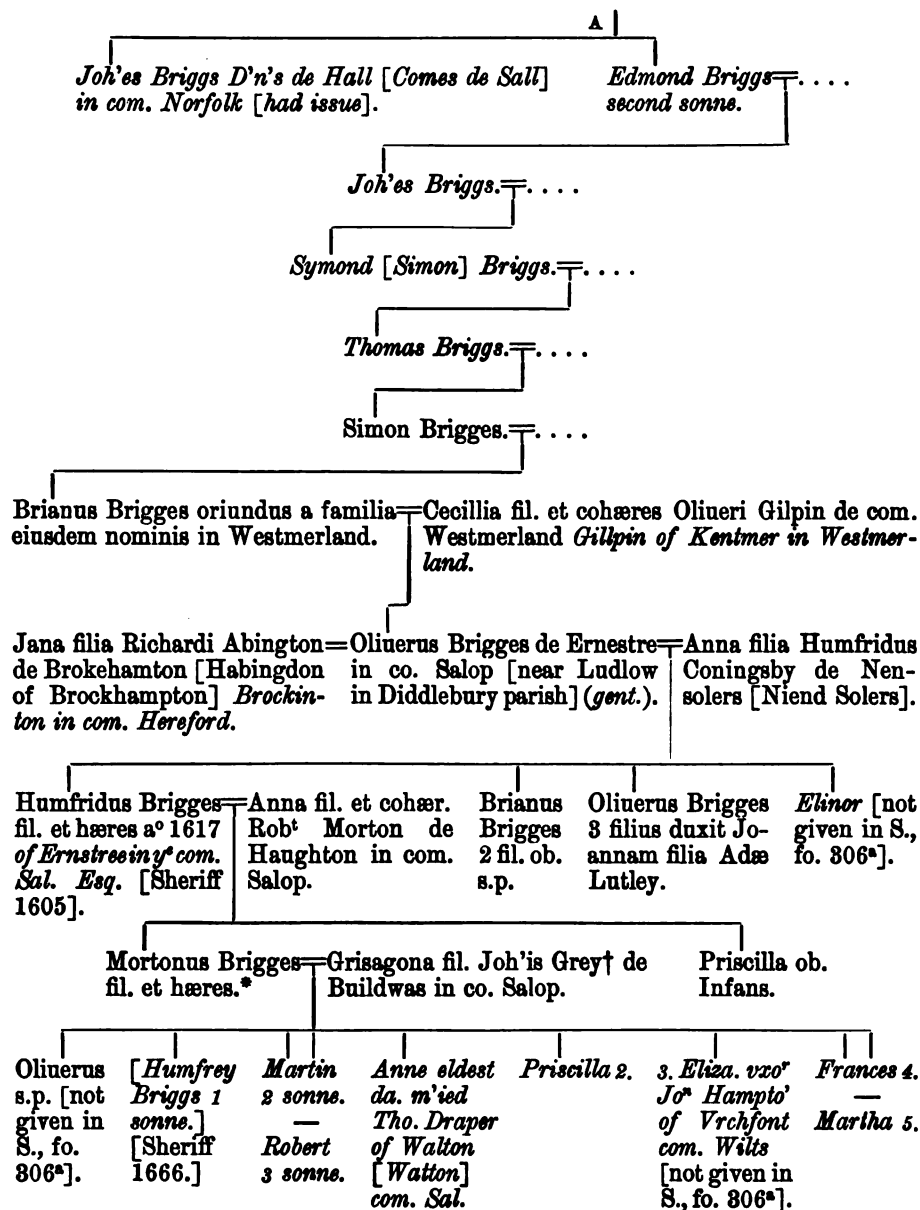 A
Joh'es Briggs D'n's de Hall [Comes de Sall]
in com. Norfolk [had issue].
Edmond Briggs=. . . .
second sonne.
Joh'es Briggs.=. . . .
Symond [Simon] Briggs.=. . . .
Thomas Briggs.=. . . .
Simon Brigges.=. . . .
Brianus Brigges oriundus a familia=
eiusdem nominis in Westmerland.
Cecillia fil. et cohæres Oliueri Gilpin de com.
Westmerland Gillpin of Kentmer in Westmer-
land.
Jana filia Richardi Abington=
de Brokehamton [Habingdon
of Brockhampton] Brockin-
ton in com. Hereford.
Oliuerus Brigges de Ernestre=
in co. Salop [near Ludlow
in Diddlebury parish] (gent.).
Anna filia Humfridus
Coningsby de Nen-
solers [Niend Solers].
Humfridus Brigges=
fil. et hæres aº 1617
of Ernstree in yᵉ com.
Sal. Esq. [Sheriff
1605].
Anna fil. et cohær.
Robᵗ Morton de
Haughton in com.
Salop.
Brianus
Brigges
2 fil. ob.
s.p.
Oliuerus Brigges
3 filius duxit Jo-
annam filia Adæ
Lutley.
Elinor [not
given in S.,
fo. 306ᵃ].
Mortonus Brigges=
fil. et hæres.*
Grisagona fil. Joh'is Grey† de
Buildwas in co. Salop.
Priscilla ob.
Infans.
Oliuerus
s.p. [not
given in
S., fo.
306ᵃ].
[Humfrey
Briggs 1
sonne.]
[Sheriff
1666.]
Martin
2 sonne.
—
Robert
3 sonne.
Anne eldest
da. m'ied
Tho. Draper
of Walton
[Watton]
com. Sal.
Priscilla 2.
3. Eliza. vxoʳ
Joⁿ Hampto'
of Vrchfont
com. Wilts
[not given in
S., fo. 306ᵃ].
Frances 4.
—
Martha 5.